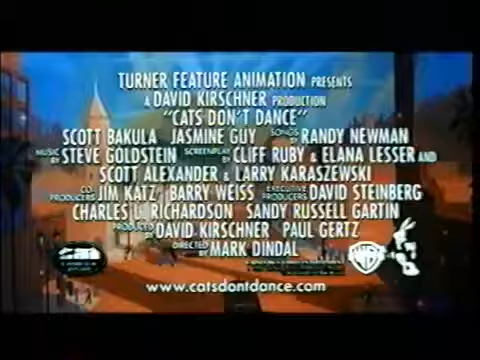 TURNER FEATURE ANIMATION PRESENTS
A DAVID KIRSCHNER PRODUCTION
"CATS DON'T DANCE"
SCOTT BAKULA JASMINE GUY SONGS BY RANDY NEWMAN
MUSIC BY STEVE GOLDSTEIN SCREENPLAY BY CLIFF RUBY & ELANA LESSER AND
SCOTT ALEXANDER & LARRY KARASZEWSKI
CO PRODUCERS JIM KATZ BARRY WEISS EXECUTIVE PRODUCERS DAVID STEINBERG
CHARLES L. RICHARDSON SANDY RUSSELL GARTIN
PRODUCED BY DAVID KIRSCHNER PAUL GERTZ
DIRECTED BY MARK DINDAL
www.catsdontdance.com